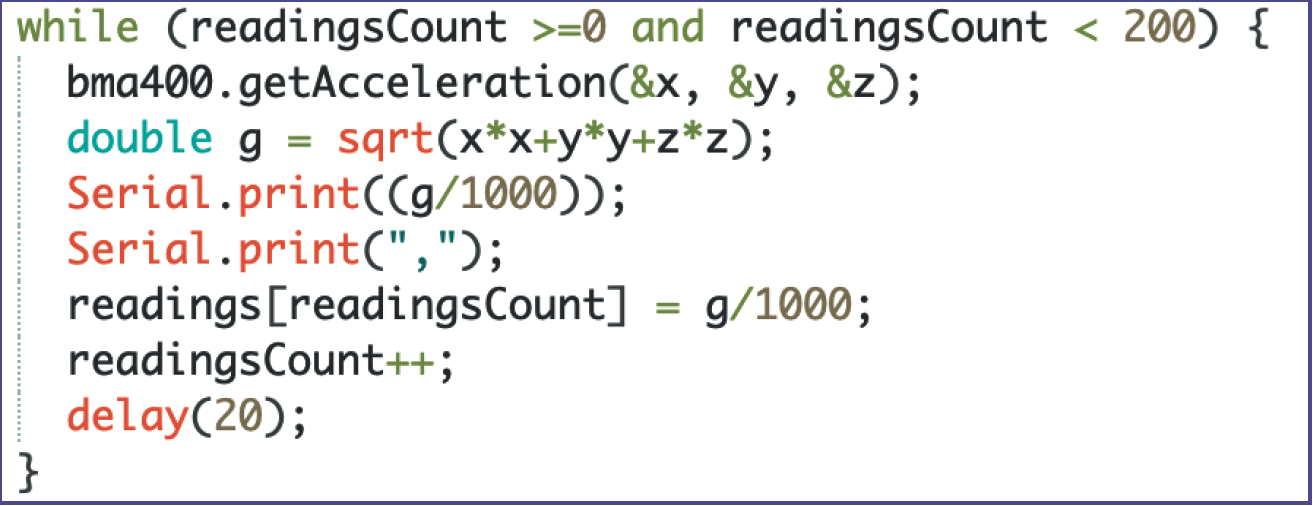 while (readingsCount >=0 and readingsCount < 200) {
bma400.getAcceleration(&x, &y, &z);
double g = sqrt(x*x+y*y+z*z);
Serial.print((g/1000));
Serial.print(",");
readings[readingsCount] = g/1000;
readingsCount++;
delay(20);
}